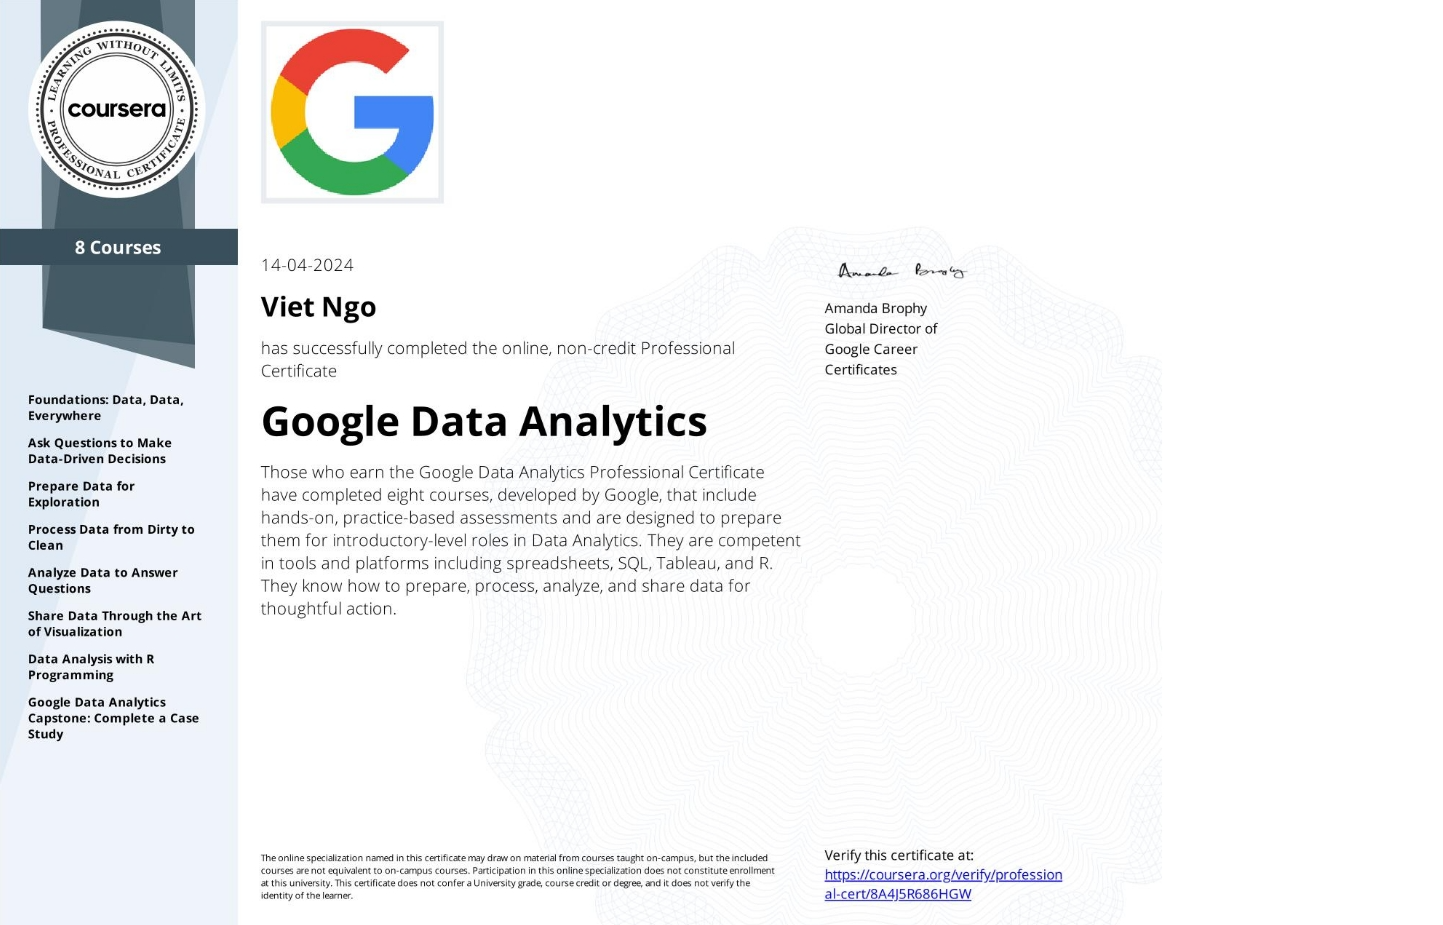 LEARNING WITHOUT LIMITS
coursera
PROFESSIONAL CERTIFICATE
8 Courses
Foundations: Data, Data,
Everywhere
Ask Questions to Make
Data-Driven Decisions
Prepare Data for
Exploration
Process Data from Dirty to
Clean
Analyze Data to Answer
Questions
Share Data Through the Art
of Visualization
Data Analysis with R
Programming
Google Data Analytics
Capstone: Complete a Case
Study
14-04-2024
Viet Ngo
has successfully completed the online, non-credit Professional
Certificate
Google Data Analytics
Those who earn the Google Data Analytics Professional Certificate
have completed eight courses, developed by Google, that include
hands-on, practice-based assessments and are designed to prepare
them for introductory-level roles in Data Analytics. They are competent
in tools and platforms including spreadsheets, SQL, Tableau, and R.
They know how to prepare, process, analyze, and share data for
thoughtful action.
Amanda Brophy
Amanda Brophy
Global Director of
Google Career
Certificates
The online specialization named in this certificate may draw on material from courses taught on-campus, but the included
courses are not equivalent to on-campus courses. Participation in this online specialization does not constitute enrollment
at this university. This certificate does not confer a University grade, course credit or degree, and it does not verify the
identity of the learner.
Verify this certificate at:
https://coursera.org/verify/profession
al-cert/8A4J5R686HGW